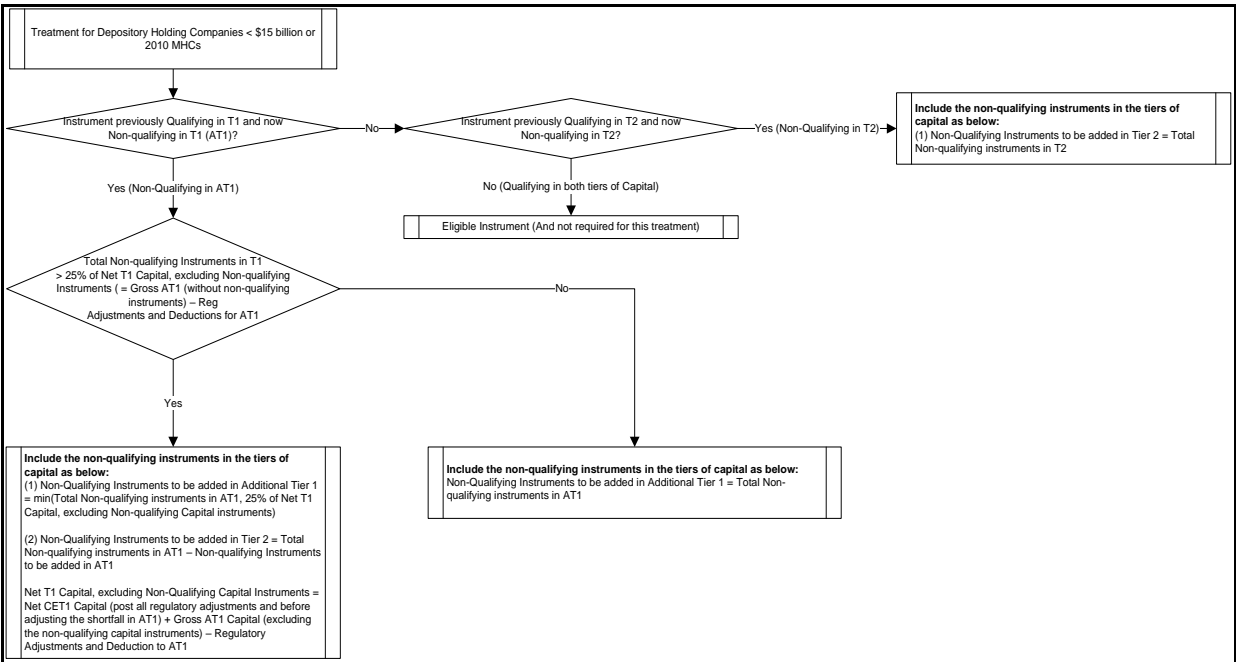 Treatment for Depository Holding Companies < $15 billion or
2010 MHCs
Instrument previously Qualifying in T1 and now
Non-qualifying in T1 (AT1)?
No
Instrument previously Qualifying in T2 and now
Non-qualifying in T2?
Yes (Non-Qualifying in T2)
Include the non-qualifying instruments in the tiers of
capital as below:
(1) Non-Qualifying Instruments to be added in Tier 2 = Total
Non-qualifying instruments in T2
Yes (Non-Qualifying in AT1)
No (Qualifying in both tiers of Capital)
Eligible Instrument (And not required for this treatment)
Total Non-qualifying Instruments in T1
> 25% of Net T1 Capital, excluding Non-qualifying
Instruments ( = Gross AT1 (without non-qualifying
instruments) – Reg
Adjustments and Deductions for AT1
No
Yes
Include the non-qualifying instruments in the tiers of
capital as below:
(1) Non-Qualifying Instruments to be added in Additional Tier 1
= min(Total Non-qualifying instruments in AT1, 25% of Net T1
Capital, excluding Non-qualifying Capital instruments)
(2) Non-Qualifying Instruments to be added in Tier 2 = Total
Non-qualifying instruments in AT1 – Non-qualifying Instruments
to be added in AT1
Net T1 Capital, excluding Non-Qualifying Capital Instruments =
Net CET1 Capital (post all regulatory adjustments and before
adjusting the shortfall in AT1) + Gross AT1 Capital (excluding
the non-qualifying capital instruments) – Regulatory
Adjustments and Deduction to AT1
Include the non-qualifying instruments in the tiers of capital as below:
Non-Qualifying Instruments to be added in Additional Tier 1 = Total Non-
qualifying instruments in AT1